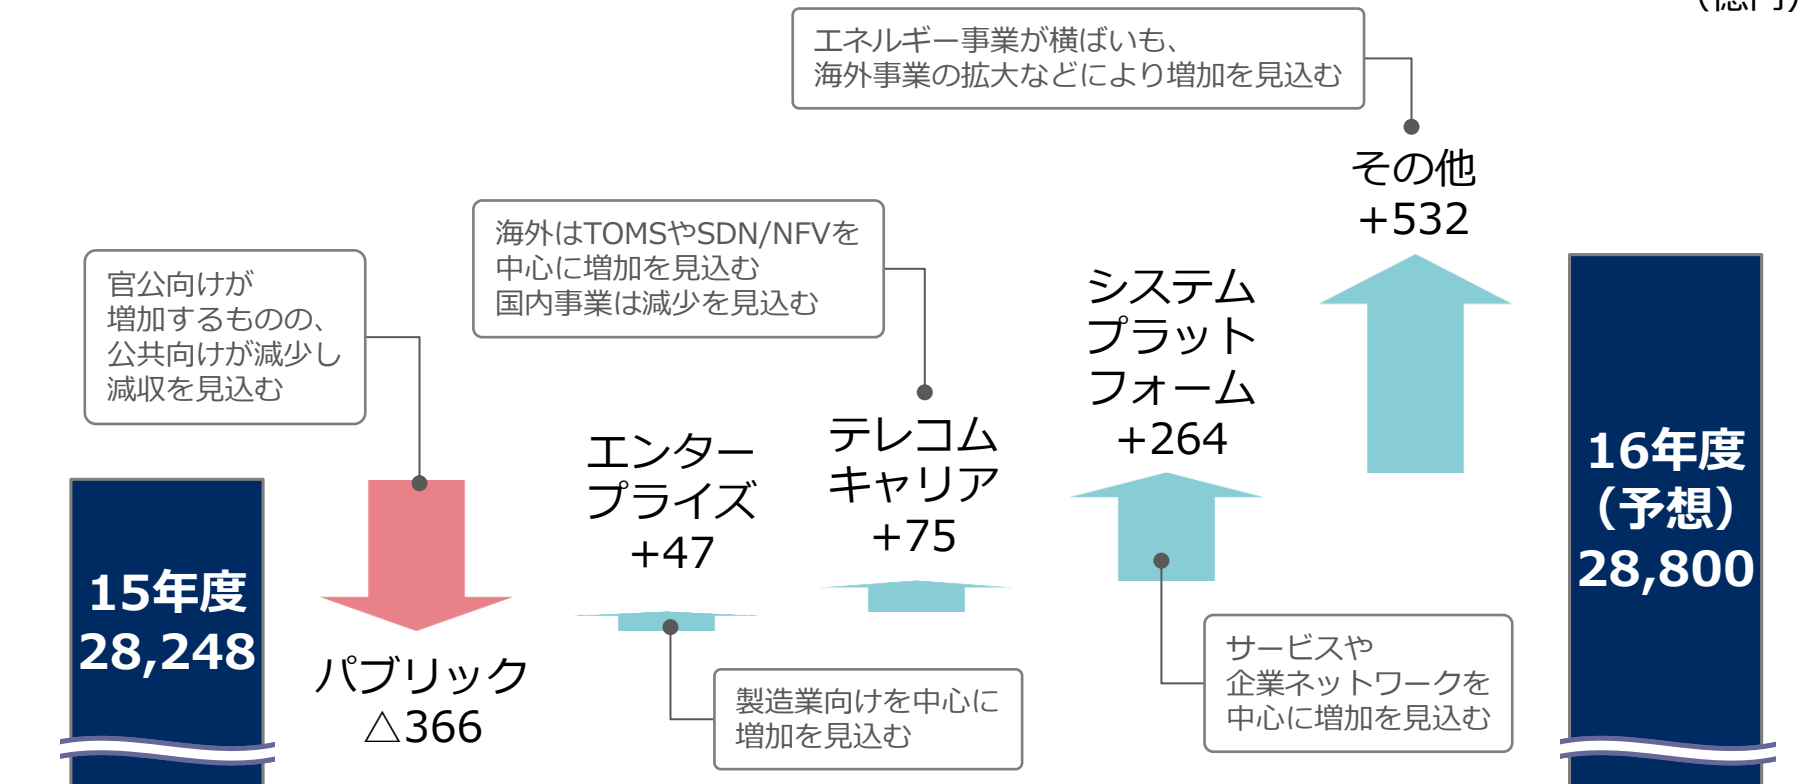 （億円）
エネルギー事業が横ばいも、
海外事業の拡大などにより増加を見込む
その他
+532
海外はTOMSやSDN/NFVを
中心に増加を見込む
国内事業は減少を見込む
官公向けが
増加するものの、
公共向けが減少し
減収を見込む
システム
プラット
フォーム
+264
テレコム
キャリア
+75
エンター
プライズ
+47
15年度
28,248
16年度
（予想）
28,800
パブリック
△366
製造業向けを中心に
増加を見込む
サービスや
企業ネットワークを
中心に増加を見込む